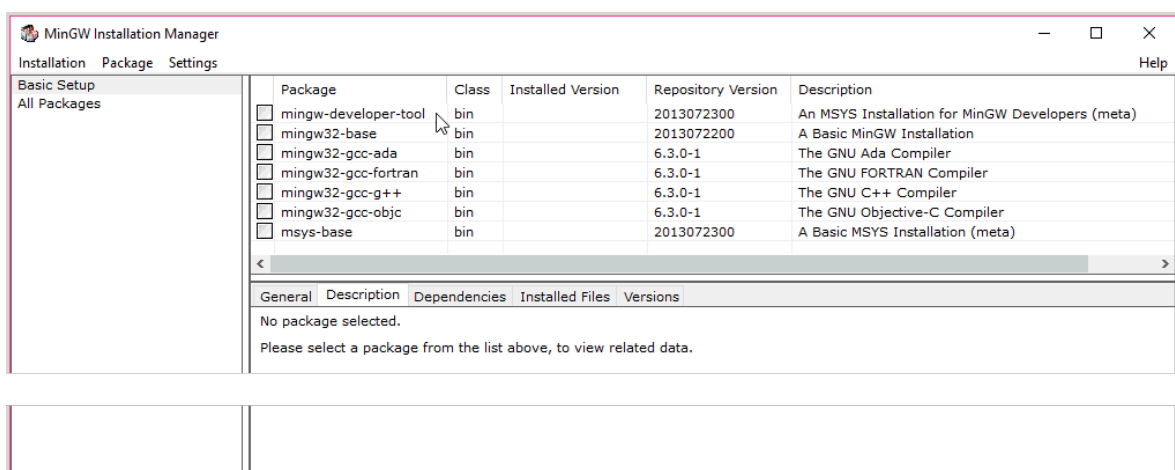 MinGW Installation Manager
Installation Package Settings Help
Basic Setup
All Packages
Package Class Installed Version Repository Version Description
mingw-developer-tool bin 2013072300 An MSYS Installation for MinGW Developers (meta)
mingw32-base bin 2013072200 A Basic MinGW Installation
mingw32-gcc-ada bin 6.3.0-1 The GNU Ada Compiler
mingw32-gcc-fortran bin 6.3.0-1 The GNU FORTRAN Compiler
mingw32-gcc-g++ bin 6.3.0-1 The GNU C++ Compiler
mingw32-gcc-objc bin 6.3.0-1 The GNU Objective-C Compiler
msys-base bin 2013072300 A Basic MSYS Installation (meta)
General Description Dependencies Installed Files Versions
No package selected.
Please select a package from the list above, to view related data.